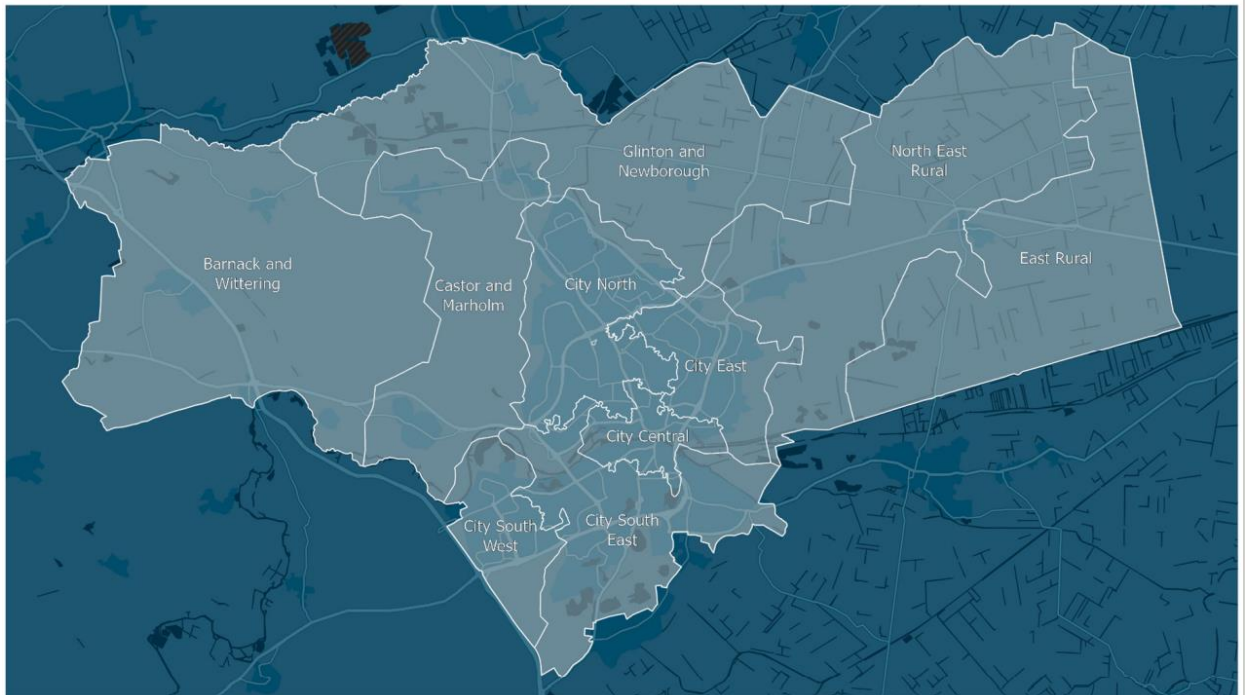 Glinton and
Newborough
North East
Rural
Barnack and
Wittering
Castor and
Marholm
City North
East Rural
City East
City Central
City South
West
City South
East